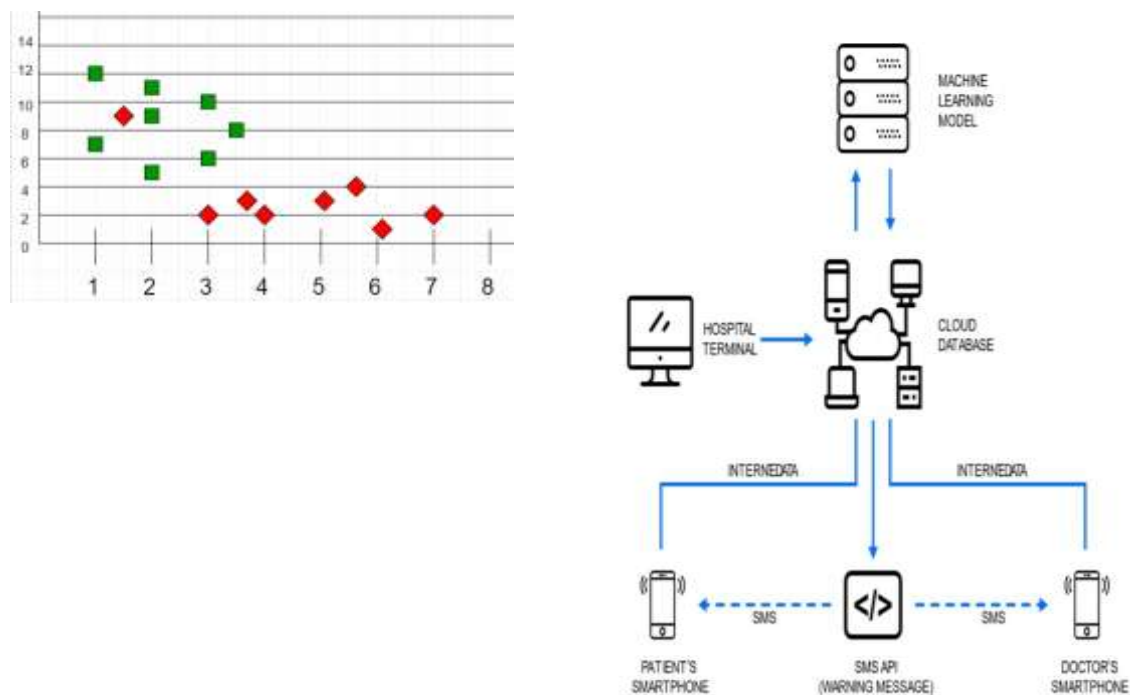 14
12
10
8
6
4
2
0
1 2 3 4 5 6 7 8
MACHINE
LEARNING
MODEL
HOSPITAL
TERMINAL
CLOUD
DATABASE
INTERNEDATA
INTERNEDATA
</>
SMS
SMS
PATIENT'S
SMARTPHONE
SMS API
(WARNING MESSAGE)
DOCTOR'S
SMARTPHONE